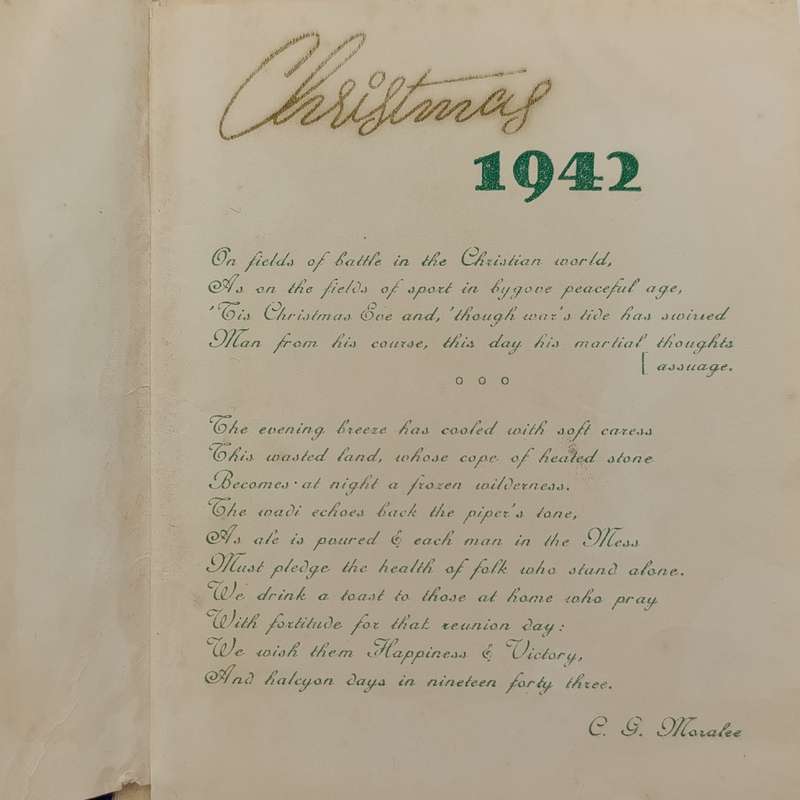 Christmas
1942
On fields of battle in the Christian world,
As on the fields of sport in bygone peaceful age,
'Tis Christmas Eve and, 'though war's tide has swirred
Man from his course, this day his martial thoughts
[ assuage.
o o o
The evening breeze has cooled with soft caress
This wasted land, whose cope of heated stone
Becomes at night a frozen wilderness.
The wadi echoes back the piper's tone,
As ale is poured & each man in the Mess
Must pledge the health of folk who stand alone.
We drink a toast to those at home who pray
With fortitude for that reunion day:
We wish them Happiness & Victory,
And halcyon days in nineteen forty three.
C. G. Moralee